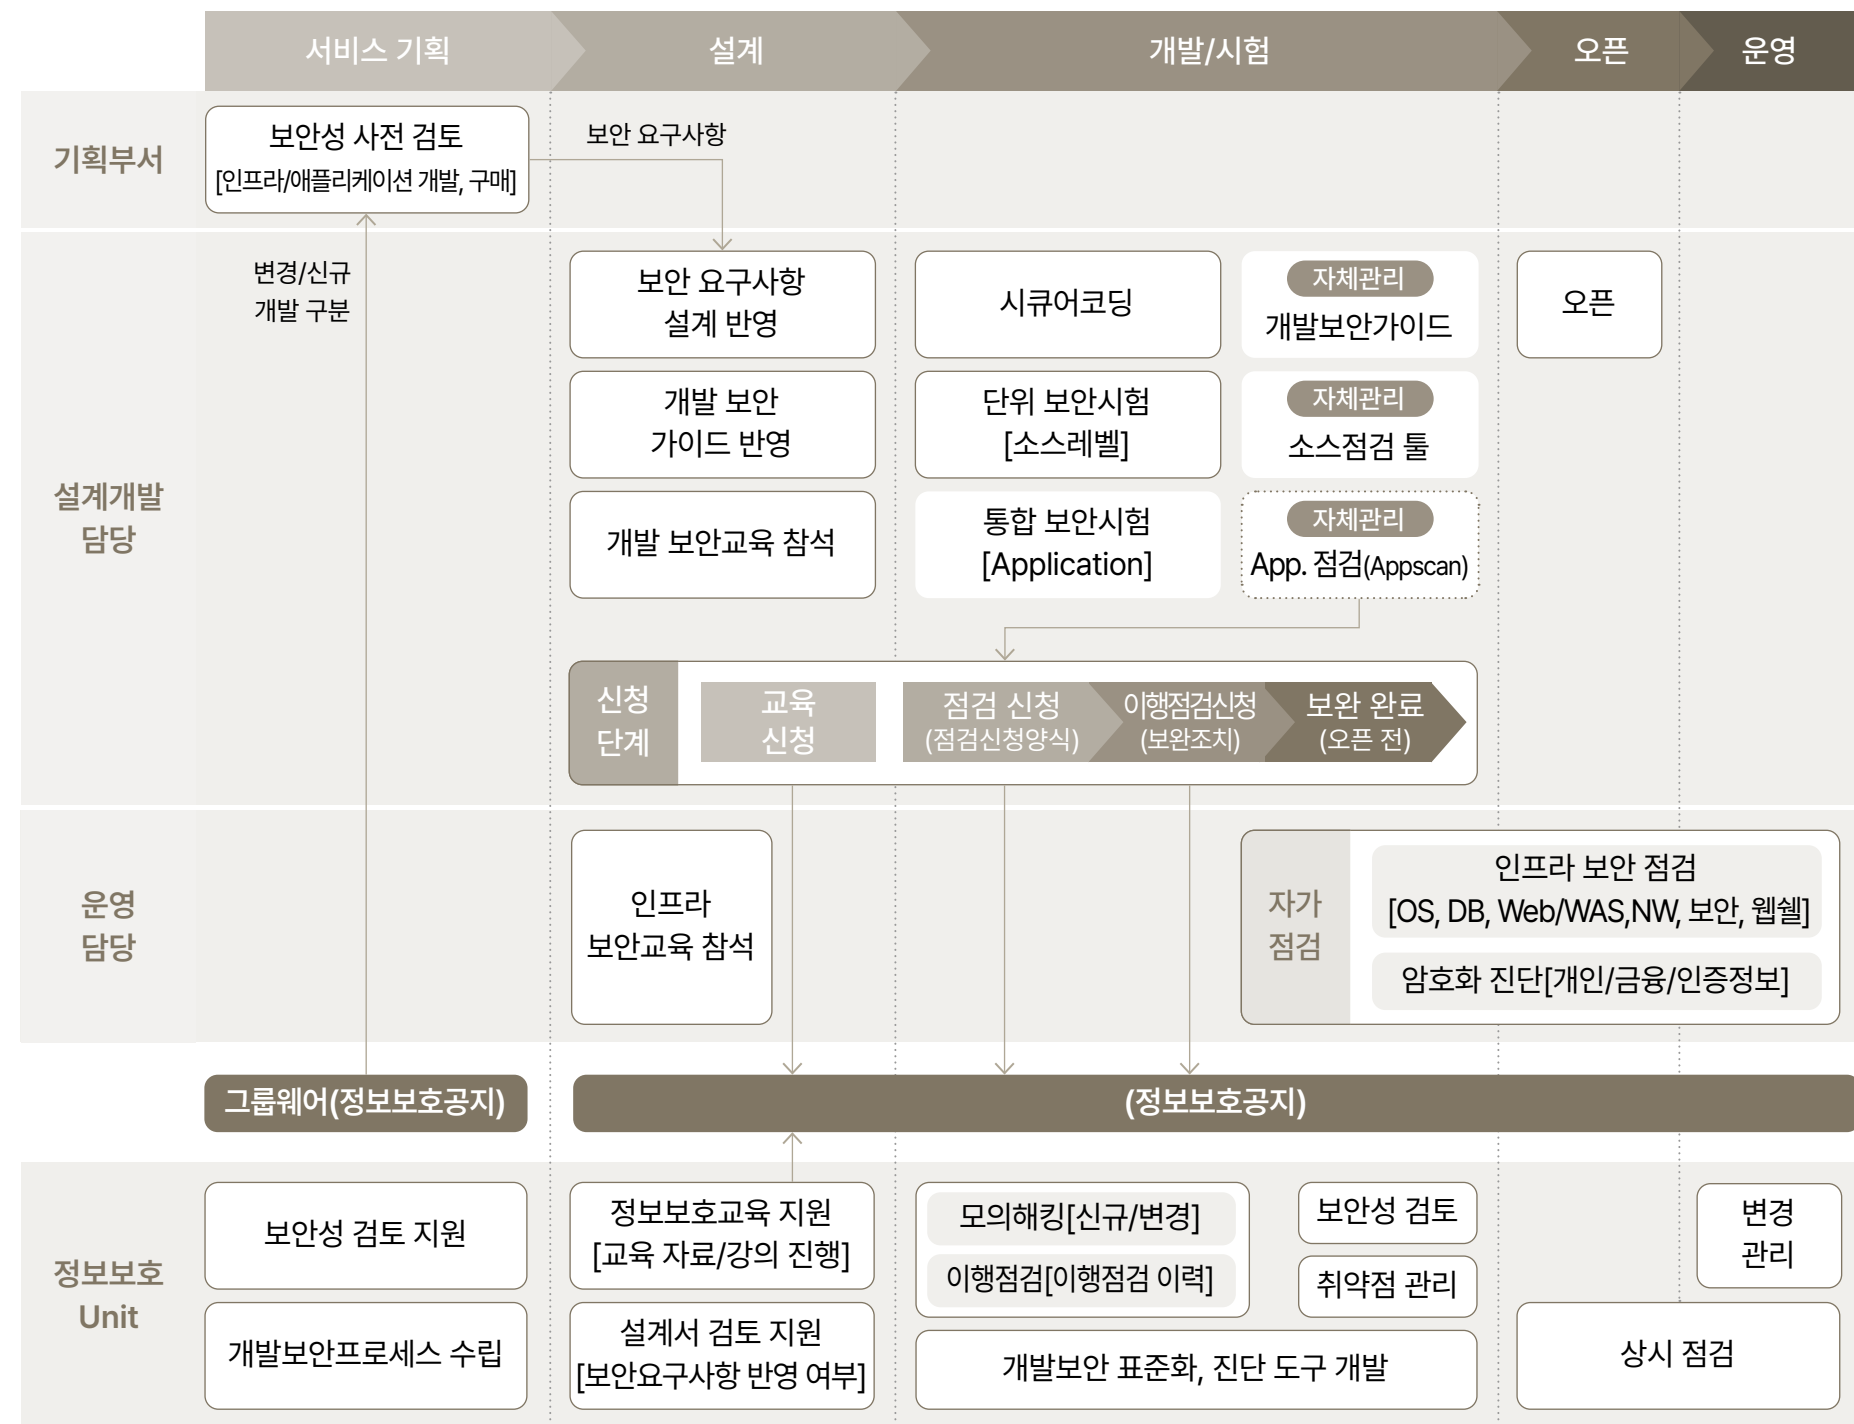 서비스 기획
설계
개발/시험
오픈
운영
기획부서
보안성 사전 검토
[인프라/애플리케이션 개발, 구매]
보안 요구사항
설계개발
담당
변경/신규
개발 구분
보안 요구사항
설계 반영
시큐어코딩
자체관리
개발보안가이드
오픈
개발 보안
가이드 반영
단위 보안시험
[소스레벨]
자체관리
소스점검 툴
개발 보안교육 참석
통합 보안시험
[Application]
자체관리
App. 점검(Appscan)
신청
단계
교육
신청
점검 신청
(점검신청양식)
이행점검신청
(보완조치)
보완 완료
(오픈 전)
운영
담당
인프라
보안교육 참석
자가
점검
인프라 보안 점검
[OS, DB, Web/WAS,NW, 보안, 웹쉘]
암호화 진단[개인/금융/인증정보]
그룹웨어(정보보호공지)
(정보보호공지)
정보보호
Unit
보안성 검토 지원
개발보안프로세스 수립
정보보호교육 지원
[교육 자료/강의 진행]
설계서 검토 지원
[보안요구사항 반영 여부]
모의해킹[신규/변경]
이행점검[이행점검 이력]
보안성 검토
취약점 관리
개발보안 표준화, 진단 도구 개발
변경
관리
상시 점검